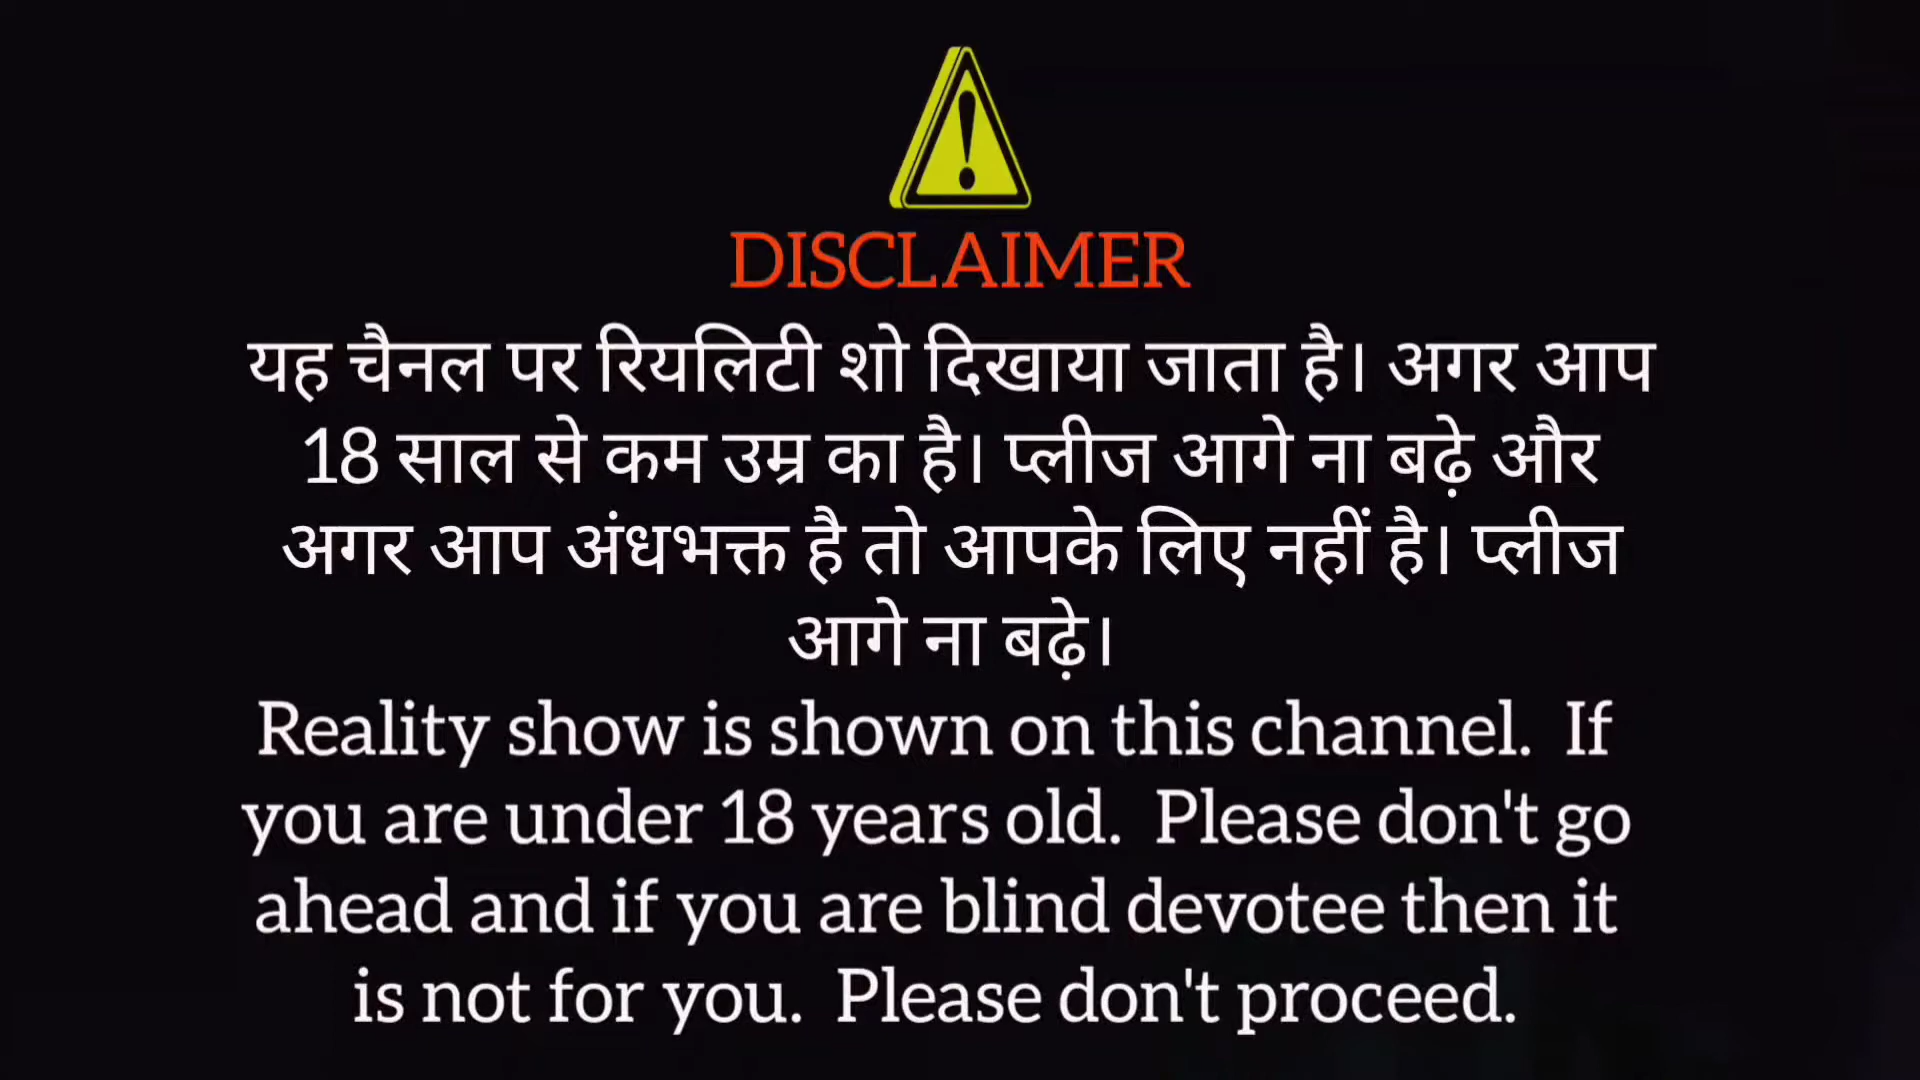 DISCLAIMER
यह चैनल पर रियलिटी शो दिखाया जाता है। अगर आप
18 साल से कम उम्र का है। प्लीज आगे ना बढ़े और
अगर आप अंधभक्त है तो आपके लिए नहीं है। प्लीज
आगे ना बढ़े।
Reality show is shown on this channel. If
you are under 18 years old. Please don't go
ahead and if you are blind devotee then it
is not for you. Please don't proceed.